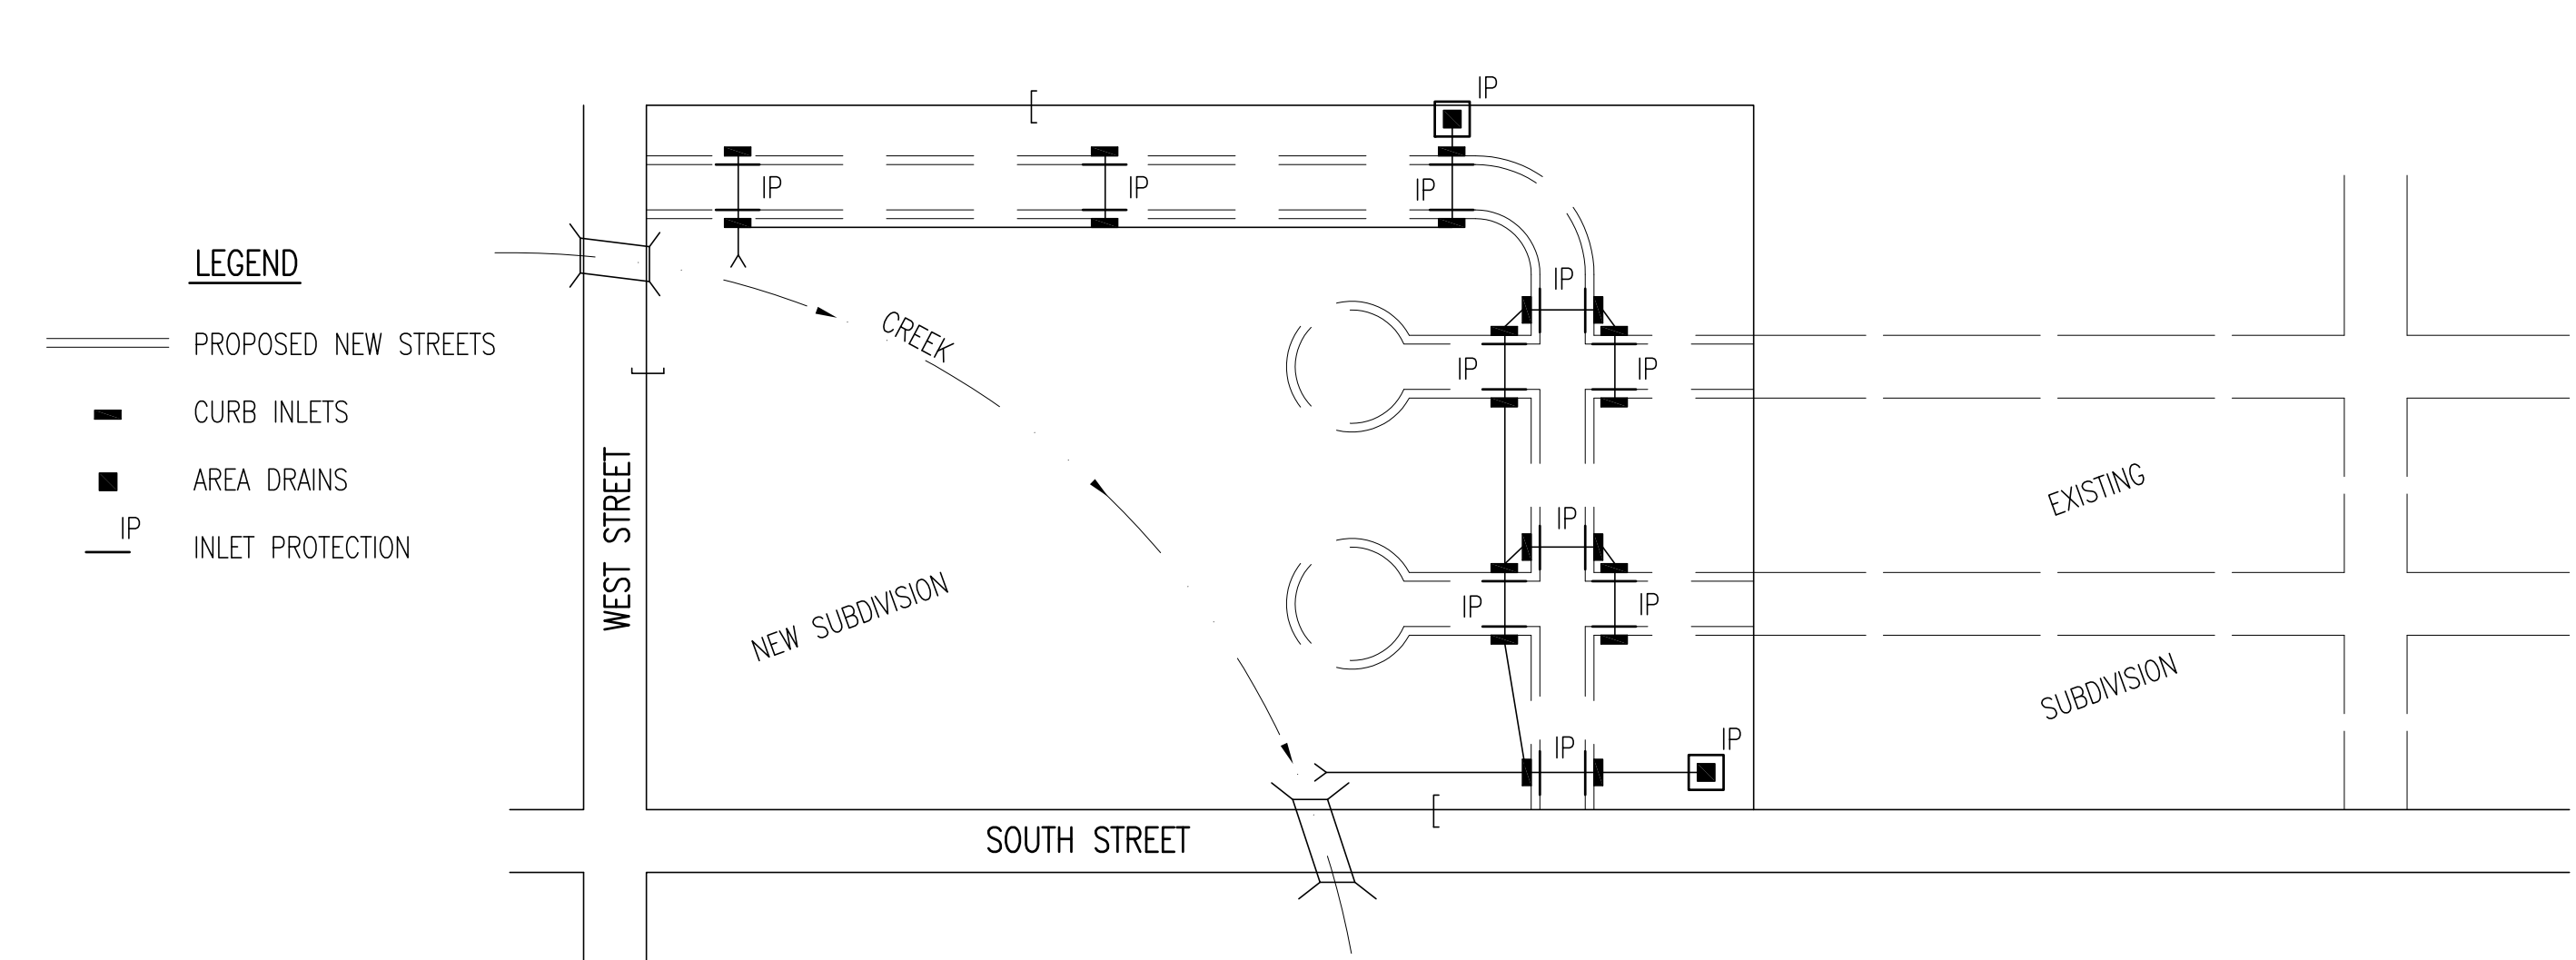 IP
IP
IP
IP
LEGEND
PROPOSED NEW STREETS
CURB INLETS
AREA DRAINS
IP
INLET PROTECTION
WEST STREET
CREEK
NEW SUBDIVISION
IP
IP
IP
IP
IP
IP
IP
IP
SOUTH STREET
EXISTING
SUBDIVISION